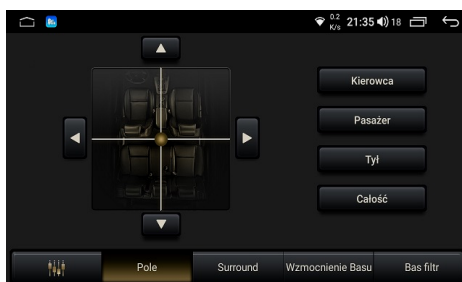 0.2
K/s
21:35
18
Kierowca
Pasażer
Tył
Całość
Pole
Surround
Wzmocnienie Basu
Bas filtr